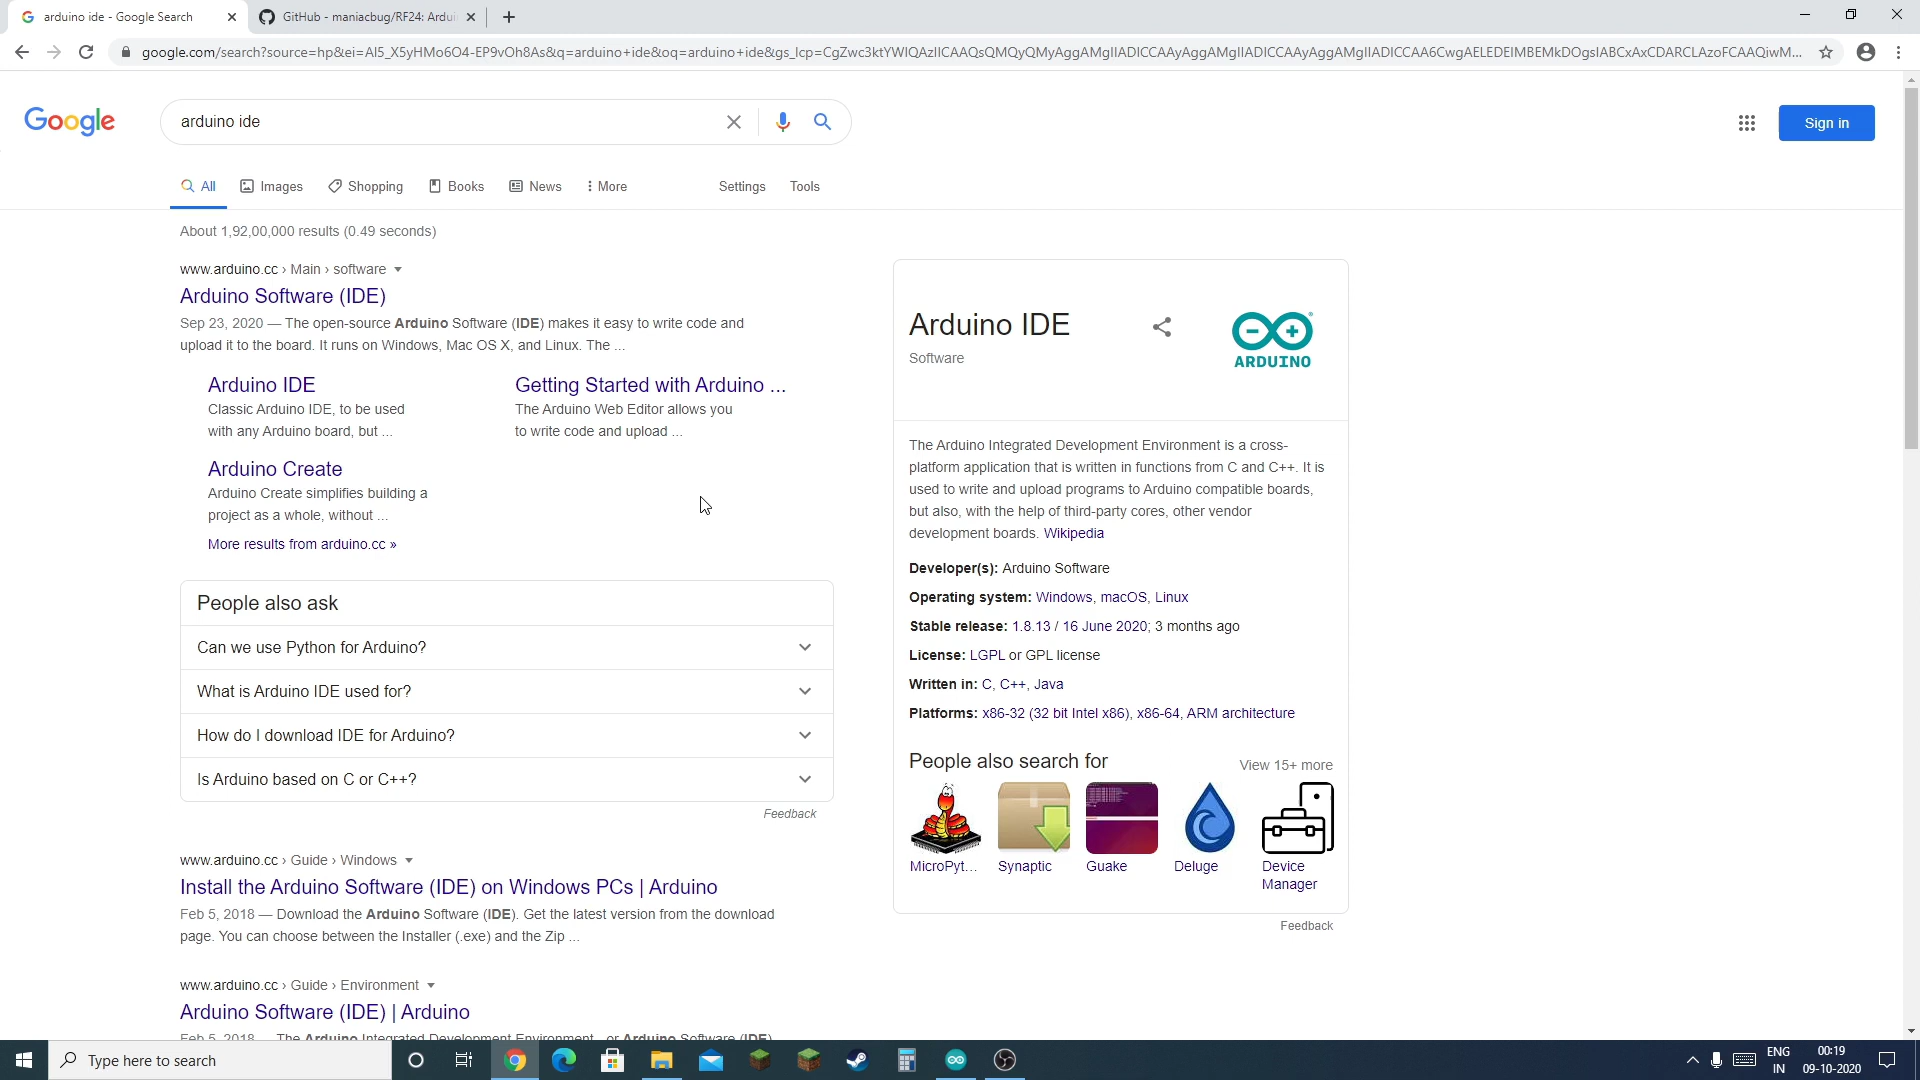 arduino ide - Google Search
GitHub - maniacbug/RF24: Ardui
google.com/search?source=hp&ei=AI5_X5yHMo6O4-EP9vOh8As&q=arduino+ide&oq=arduino+ide&gs_lcp=CgZwc3ktYWIQAzIICAAQsQMQyQMyAggAMgIIADICCAAyAggAMgIIADICCAAyAggAMgIIADICCAA6CwgAELEDEIMBEMkDOgsIABCxAxCDARCLAzoFCAAQiwM...
Google
arduino ide
Sign in
All
Images
Shopping
Books
News
More
Settings
Tools
About 1,92,00,000 results (0.49 seconds)
www.arduino.cc › Main › software
Arduino Software (IDE)
Sep 23, 2020 — The open-source Arduino Software (IDE) makes it easy to write code and
upload it to the board. It runs on Windows, Mac OS X, and Linux. The ...
Arduino IDE
Classic Arduino IDE, to be used
with any Arduino board, but ...
Getting Started with Arduino ...
The Arduino Web Editor allows you
to write code and upload ...
Arduino Create
Arduino Create simplifies building a
project as a whole, without ...
More results from arduino.cc »
People also ask
Can we use Python for Arduino?
What is Arduino IDE used for?
How do I download IDE for Arduino?
Is Arduino based on C or C++?
Feedback
www.arduino.cc › Guide › Windows
Install the Arduino Software (IDE) on Windows PCs | Arduino
Feb 5, 2018 — Download the Arduino Software (IDE). Get the latest version from the download
page. You can choose between the Installer (.exe) and the Zip ...
www.arduino.cc › Guide › Environment
Arduino Software (IDE) | Arduino
Feb 5, 2018 — The Arduino Integrated Development Environment - or Arduino Software (IDE)
Arduino IDE
Software
ARDUINO
The Arduino Integrated Development Environment is a cross-
platform application that is written in functions from C and C++. It is
used to write and upload programs to Arduino compatible boards,
but also, with the help of third-party cores, other vendor
development boards. Wikipedia
Developer(s): Arduino Software
Operating system: Windows, macOS, Linux
Stable release: 1.8.13 / 16 June 2020; 3 months ago
License: LGPL or GPL license
Written in: C, C++, Java
Platforms: x86-32 (32 bit Intel x86), x86-64, ARM architecture
People also search for
View 15+ more
MicroPyt...
Synaptic
Guake
Deluge
Device
Manager
Feedback
Type here to search
ENG
IN
00:19
09-10-2020